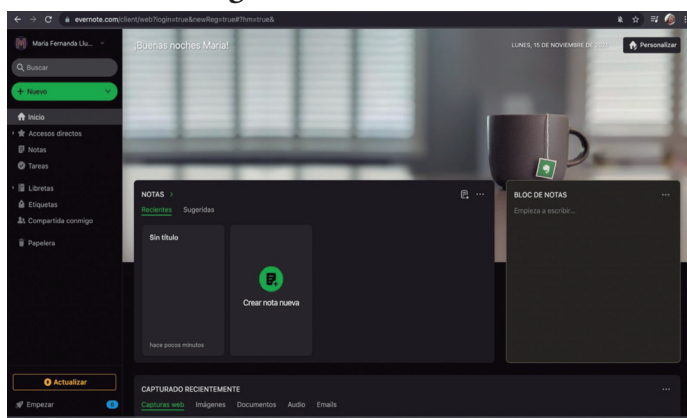 evernote.com/client/web?login=true&newReg=true#?hm=true&
Maria Fernanda Llu...
¡Buenas noches Maria!
LUNES, 15 DE NOVIEMBRE DE
Personalizar
Buscar
+ Nuevo
Inicio
Accesos directos
Notas
Tareas
Libretas
Etiquetas
Compartida conmigo
Papelera
NOTAS >
Recientes
Sugeridas
Sin título
hace pocos minutos
Crear nota nueva
BLOC DE NOTAS
Empieza a escribir...
Actualizar
Empezar
CAPTURADO RECIENTEMENTE
Capturas web Imágenes Documentos Audio Emails